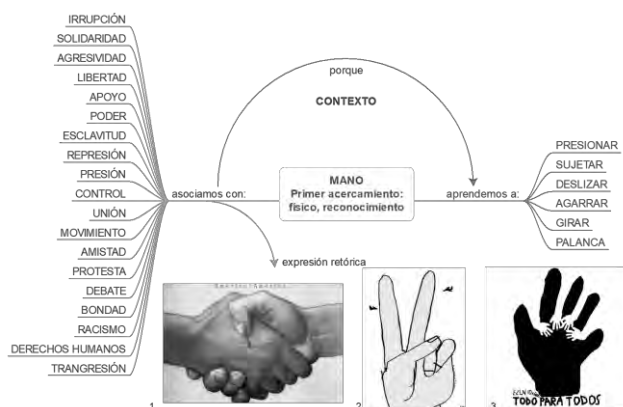 IRRUPCIÓN
SOLIDARIDAD
AGRESIVIDAD
LIBERTAD
APOYO
PODER
ESCLAVITUD
REPRESIÓN
PRESIÓN
CONTROL
UNIÓN
MOVIMIENTO
AMISTAD
PROTESTA
DEBATE
BONDAD
RACISMO
DERECHOS HUMANOS
TRANGRESIÓN
asociamos con:
porque
CONTEXTO
MANO
Primer acercamiento:
físico, reconocimiento
aprendemos a:
PRESIONAR
SUJETAR
DESLIZAR
AGARRAR
GIRAR
PALANCA
expresión retórica
1
2
3
TODO PARA TODOS